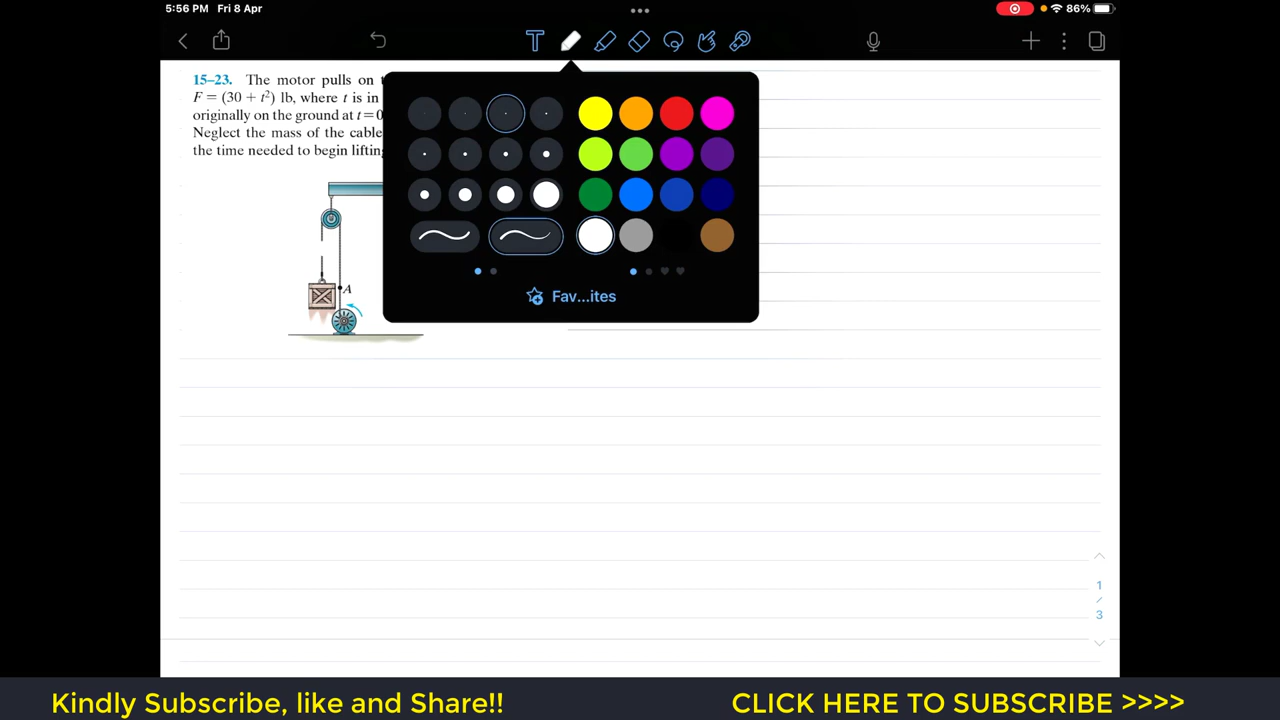 5:56 PM Fri 8 Apr
86%
T
15–23. The motor pulls on
F = (30 + t²) lb, where t is in
originally on the ground at t = 0
Neglect the mass of the cable
the time needed to begin lifting
A
Fav...ites
1
3
Kindly Subscribe, like and Share!!
CLICK HERE TO SUBSCRIBE >>>>